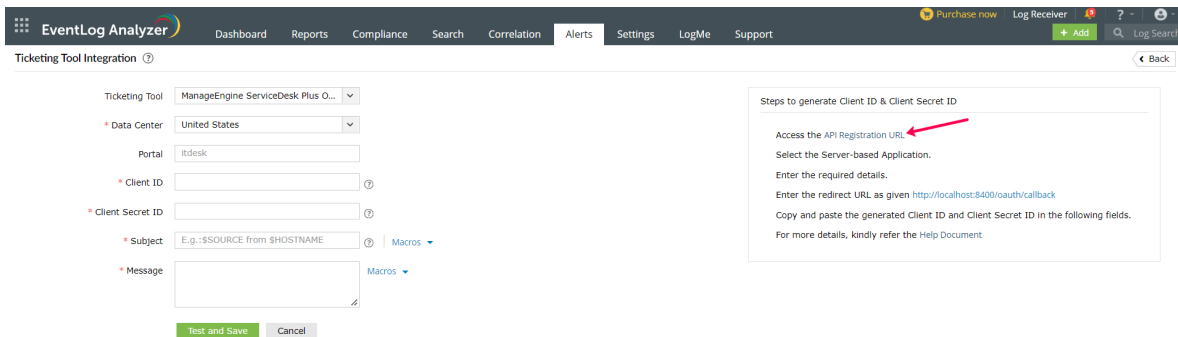 Purchase now Log Receiver ?
EventLog Analyzer Dashboard Reports Compliance Search Correlation Alerts Settings LogMe Support + Add Log Search
Ticketing Tool Integration ? Back
Ticketing Tool ManageEngine ServiceDesk Plus O...
* Data Center United States
Portal itdesk
* Client ID ?
* Client Secret ID ?
* Subject E.g.:$SOURCE from $HOSTNAME ? Macros
* Message Macros
Test and Save Cancel
Steps to generate Client ID & Client Secret ID
Access the API Registration URL
Select the Server-based Application.
Enter the required details.
Enter the redirect URL as given http://localhost:8400/oauth/callback
Copy and paste the generated Client ID and Client Secret ID in the following fields.
For more details, kindly refer the Help Document